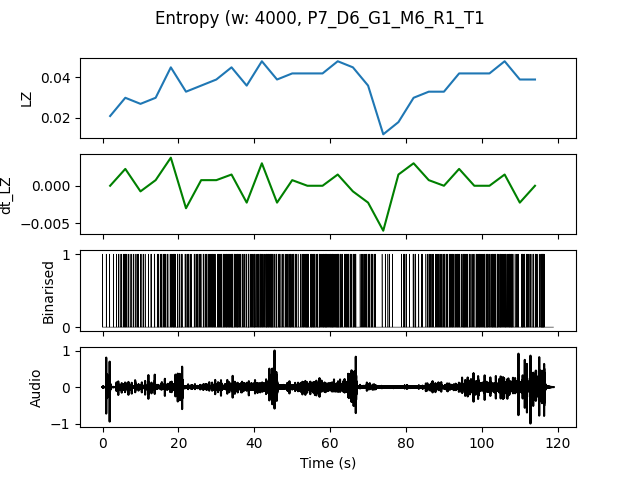 Entropy (w: 4000, P7_D6_G1_M6_R1_T1
0.04
0.02
LZ
0.000
−0.005
dt_LZ
1
0
Binarised
1
0
−1
Audio
0 20 40 60 80 100 120
Time (s)